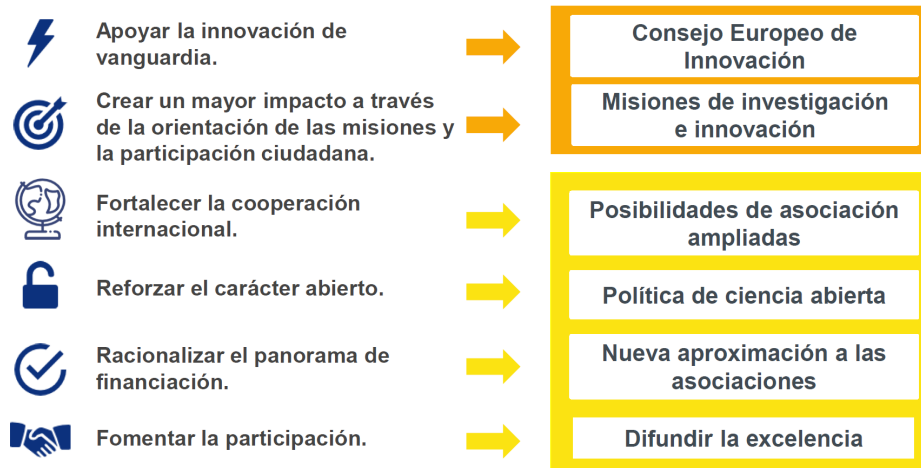 Apoyar la innovación de
vanguardia.
Consejo Europeo de
Innovación
Crear un mayor impacto a través
de la orientación de las misiones y
la participación ciudadana.
Misiones de investigación
e innovación
Fortalecer la cooperación
internacional.
Posibilidades de asociación
ampliadas
Reforzar el carácter abierto.
Política de ciencia abierta
Racionalizar el panorama de
financiación.
Nueva aproximación a las
asociaciones
Fomentar la participación.
Difundir la excelencia